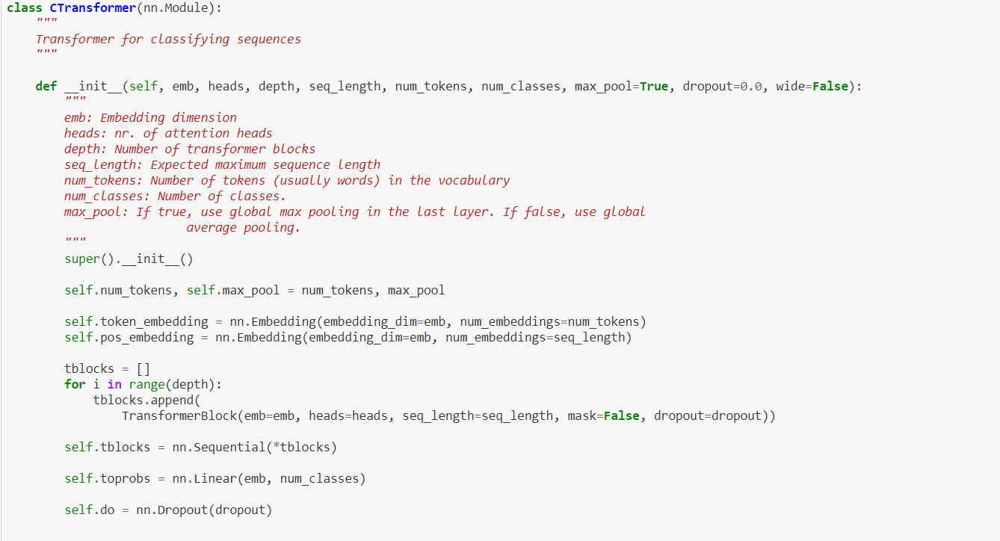 class CTransformer(nn.Module):
    """
    Transformer for classifying sequences
    """

    def __init__(self, emb, heads, depth, seq_length, num_tokens, num_classes, max_pool=True, dropout=0.0, wide=False):
        """
        emb: Embedding dimension
        heads: nr. of attention heads
        depth: Number of transformer blocks
        seq_length: Expected maximum sequence length
        num_tokens: Number of tokens (usually words) in the vocabulary
        num_classes: Number of classes.
        max_pool: If true, use global max pooling in the last layer. If false, use global
                         average pooling.
        """
        super().__init__()

        self.num_tokens, self.max_pool = num_tokens, max_pool

        self.token_embedding = nn.Embedding(embedding_dim=emb, num_embeddings=num_tokens)
        self.pos_embedding = nn.Embedding(embedding_dim=emb, num_embeddings=seq_length)

        tblocks = []
        for i in range(depth):
            tblocks.append(
                TransformerBlock(emb=emb, heads=heads, seq_length=seq_length, mask=False, dropout=dropout))

        self.tblocks = nn.Sequential(*tblocks)

        self.toprobs = nn.Linear(emb, num_classes)

        self.do = nn.Dropout(dropout)